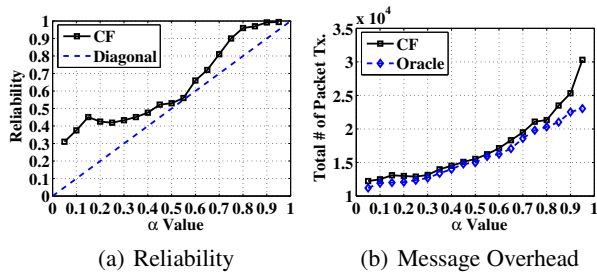 1
0.9
0.8
0.7
0.6
0.5
0.4
0.3
0.2
0.1
0
Reliability
CF
Diagonal
0 0.1 0.2 0.3 0.4 0.5 0.6 0.7 0.8 0.9 1
α Value
(a) Reliability
x 10⁴
3.5
3
2.5
2
1.5
1
Total # of Packet Tx.
CF
Oracle
0 0.1 0.2 0.3 0.4 0.5 0.6 0.7 0.8 0.9 1
α Value
(b) Message Overhead